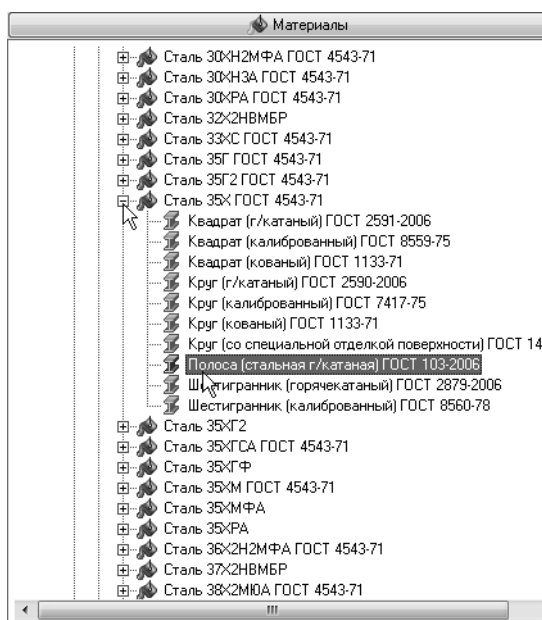 Материалы
Сталь 30ХН2МФА ГОСТ 4543-71
Сталь 30ХН3А ГОСТ 4543-71
Сталь 30ХРА ГОСТ 4543-71
Сталь 32Х2НВМБР
Сталь 33ХС ГОСТ 4543-71
Сталь 35Г ГОСТ 4543-71
Сталь 35Г2 ГОСТ 4543-71
Сталь 35Х ГОСТ 4543-71
Квадрат (г/катаный) ГОСТ 2591-2006
Квадрат (калиброванный) ГОСТ 8559-75
Квадрат (кованый) ГОСТ 1133-71
Круг (г/катаный) ГОСТ 2590-2006
Круг (калиброванный) ГОСТ 7417-75
Круг (кованый) ГОСТ 1133-71
Круг (со специальной отделкой поверхности) ГОСТ 14
Полоса (стальная г/катаная) ГОСТ 103-2006
Шестигранник (горячекатаный) ГОСТ 2879-2006
Шестигранник (калиброванный) ГОСТ 8560-78
Сталь 35ХГ2
Сталь 35ХГСА ГОСТ 4543-71
Сталь 35ХГФ
Сталь 35ХМ ГОСТ 4543-71
Сталь 35ХМФА
Сталь 35ХРА
Сталь 36Х2Н2МФА ГОСТ 4543-71
Сталь 37Х2НВМБР
Сталь 38Х2МЮА ГОСТ 4543-71